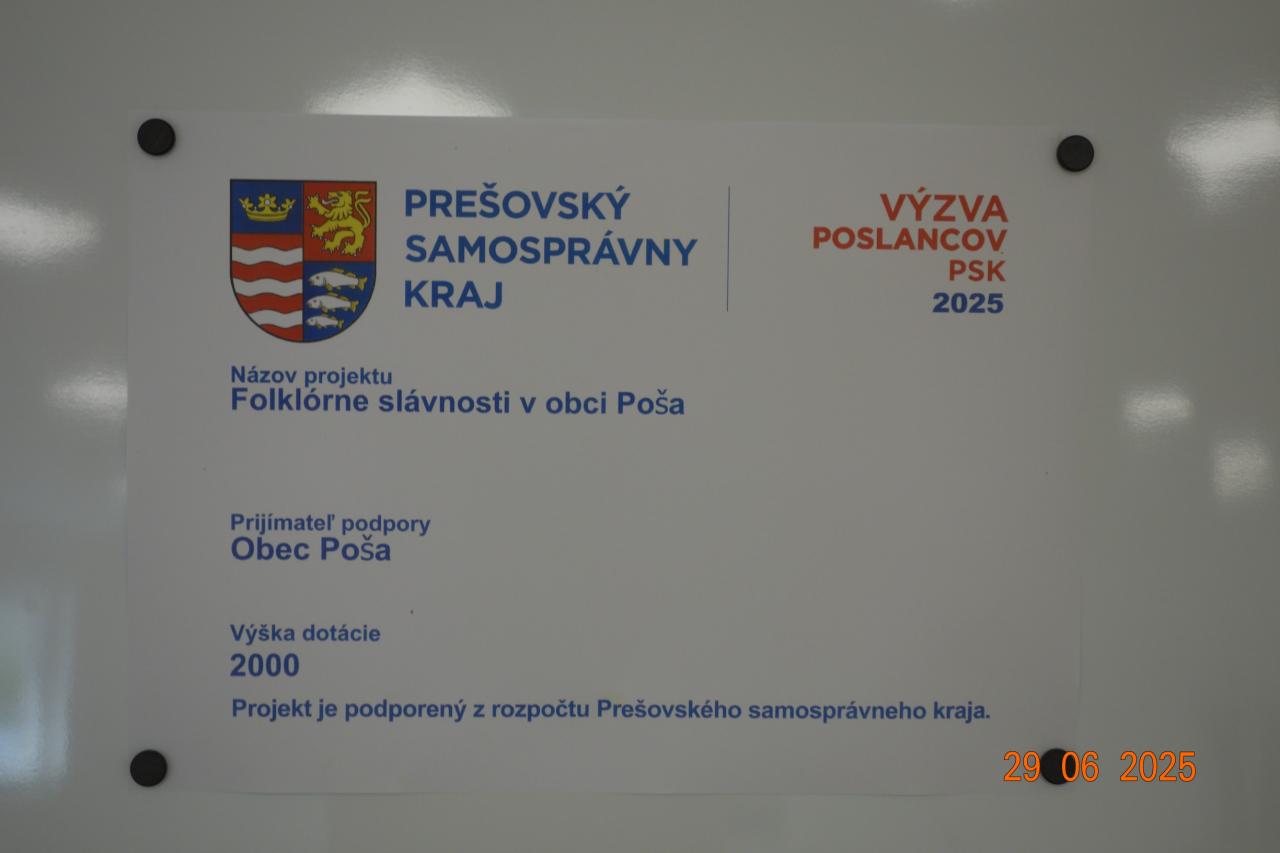 PREŠOVSKÝ
SAMOSPRÁVNY
KRAJ
VÝZVA
POSLANCOV
PSK
2025
Názov projektu
Folklórne slávnosti v obci Poša
Prijímateľ podpory
Obec Poša
Výška dotácie
2000
Projekt je podporený z rozpočtu Prešovského samosprávneho kraja.
29 06 2025